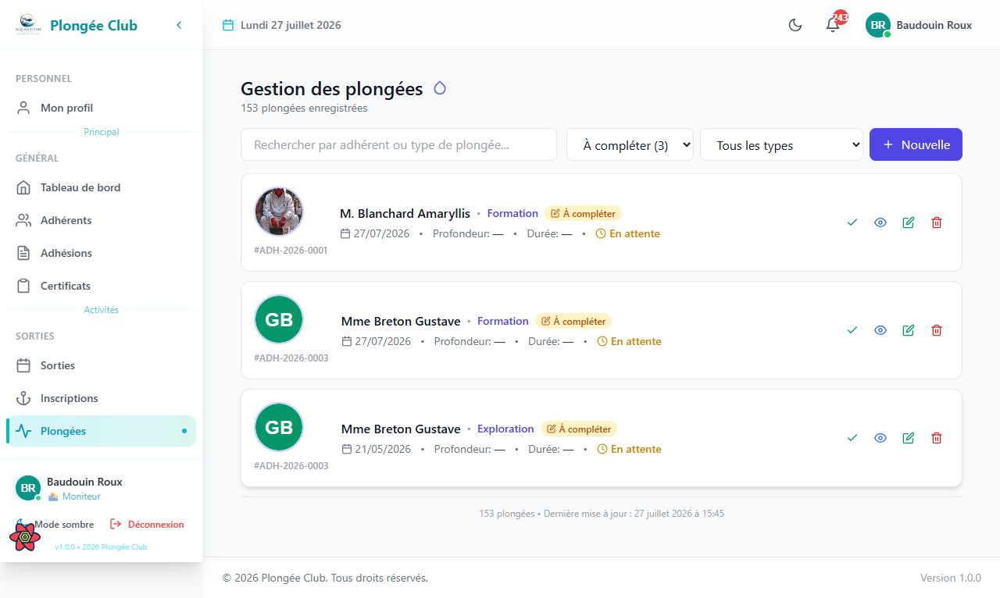 AQUANATURE
Plongée Club
Lundi 27 juillet 2026
243
BR
Baudouin Roux
PERSONNEL
Mon profil
Principal
GÉNÉRAL
Tableau de bord
Adhérents
Adhésions
Certificats
Activités
SORTIES
Sorties
Inscriptions
Plongées
BR
Baudouin Roux
Moniteur
Mode sombre
Déconnexion
v1.0.0 • 2026 Plongée Club
Gestion des plongées
153 plongées enregistrées
Rechercher par adhérent ou type de plongée...
À compléter (3)
Tous les types
Nouvelle
M. Blanchard Amaryllis • Formation À compléter
27/07/2026 • Profondeur: — • Durée: — • En attente
#ADH-2026-0001
GB
Mme Breton Gustave • Formation À compléter
27/07/2026 • Profondeur: — • Durée: — • En attente
#ADH-2026-0003
GB
Mme Breton Gustave • Exploration À compléter
21/05/2026 • Profondeur: — • Durée: — • En attente
#ADH-2026-0003
153 plongées • Dernière mise à jour : 27 juillet 2026 à 15:45
© 2026 Plongée Club. Tous droits réservés.
Version 1.0.0